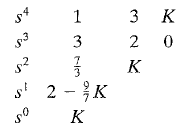 s⁴ 1 3 K
s³ 3 2 0
s² 7/3 K
s¹ 2 − 9/7 K
s⁰ K